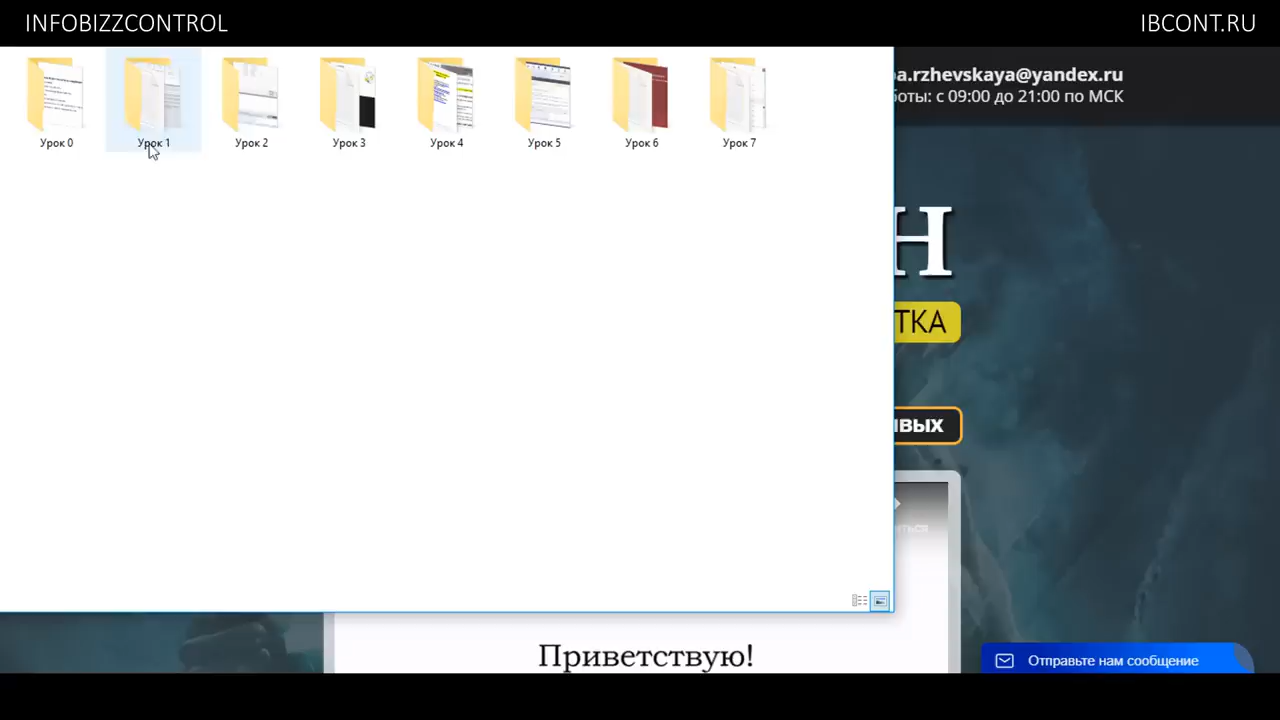 INFOBIZZCONTROL
IBCONT.RU
a.rzhevskaya@yandex.ru
боты: с 09:00 до 21:00 по МСК
Урок 0
Урок 1
Урок 2
Урок 3
Урок 4
Урок 5
Урок 6
Урок 7
Н
ТКА
ИВЫХ
Приветствую!
Отправьте нам сообщение